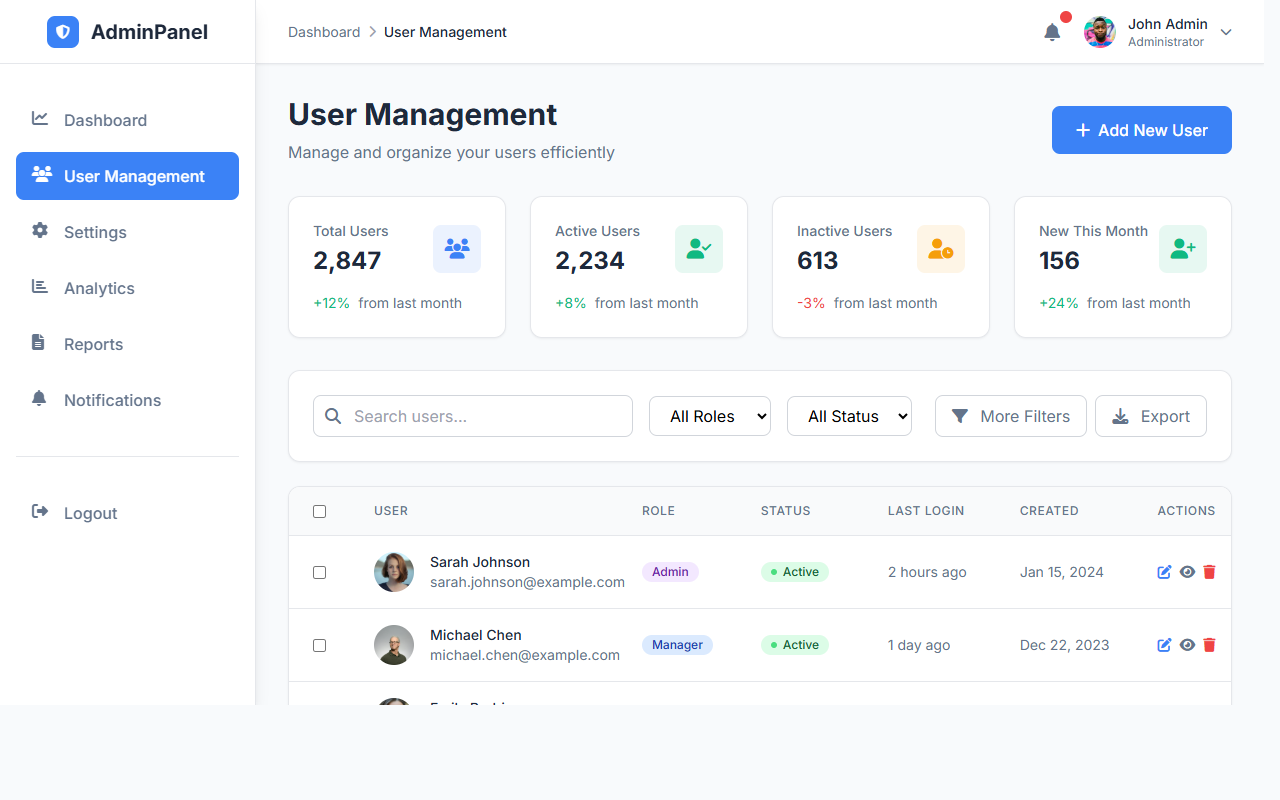 AdminPanel
Dashboard
User Management
Settings
Analytics
Reports
Notifications
Logout
Dashboard > User Management
John Admin
Administrator
User Management
Manage and organize your users efficiently
+ Add New User
Total Users
2,847
+12% from last month
Active Users
2,234
+8% from last month
Inactive Users
613
-3% from last month
New This Month
156
+24% from last month
Search users...
All Roles
All Status
More Filters
Export
USER ROLE STATUS LAST LOGIN CREATED ACTIONS
Sarah Johnson
sarah.johnson@example.com
Admin
Active
2 hours ago
Jan 15, 2024
Michael Chen
michael.chen@example.com
Manager
Active
1 day ago
Dec 22, 2023